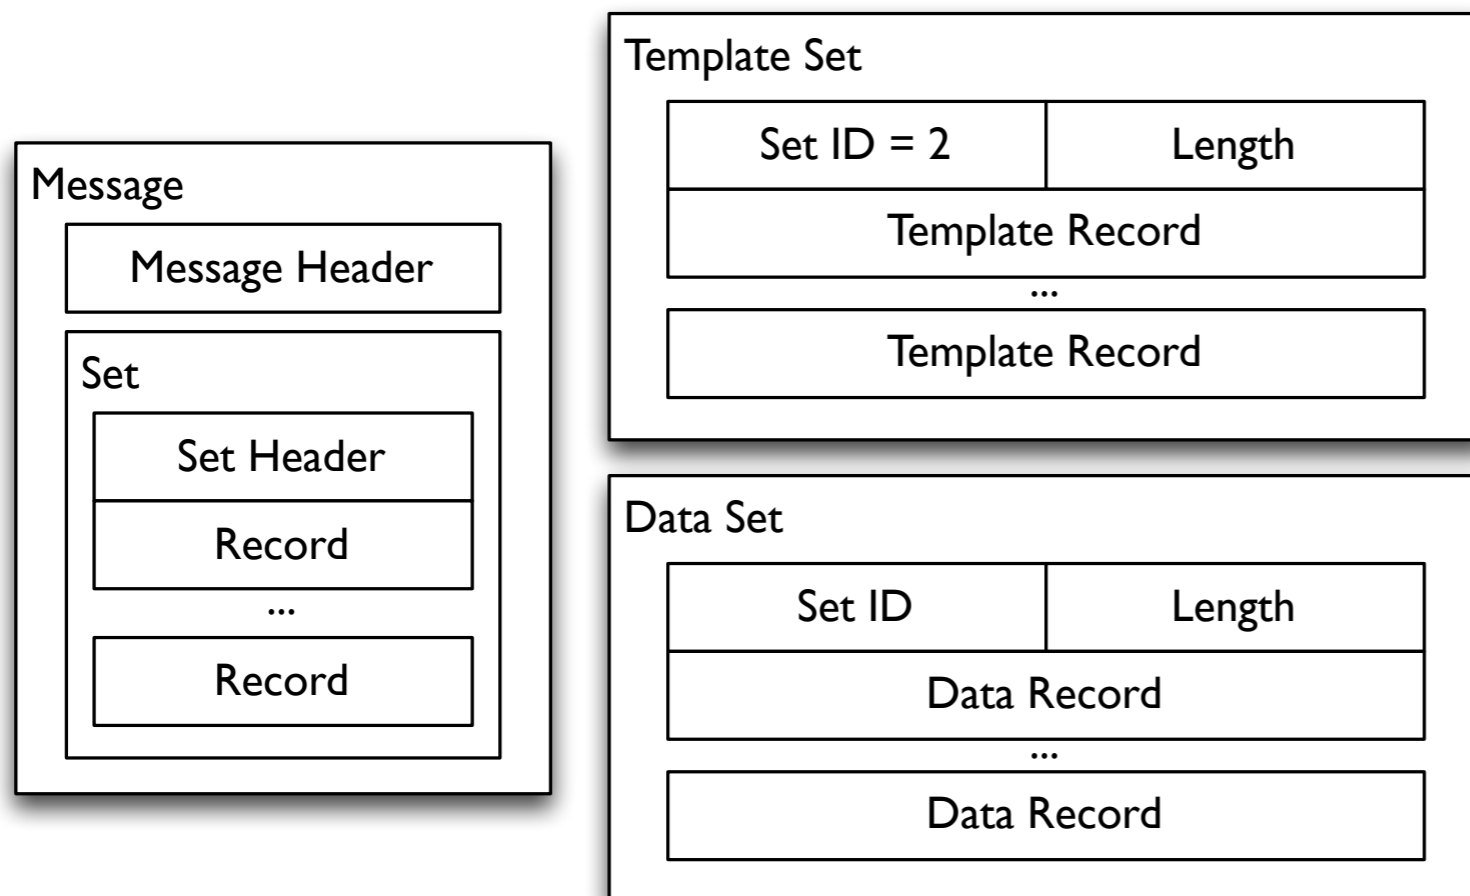 Message
Message Header
Set
Set Header
Record
...
Record
Template Set
Set ID = 2 Length
Template Record
...
Template Record
Data Set
Set ID Length
Data Record
...
Data Record